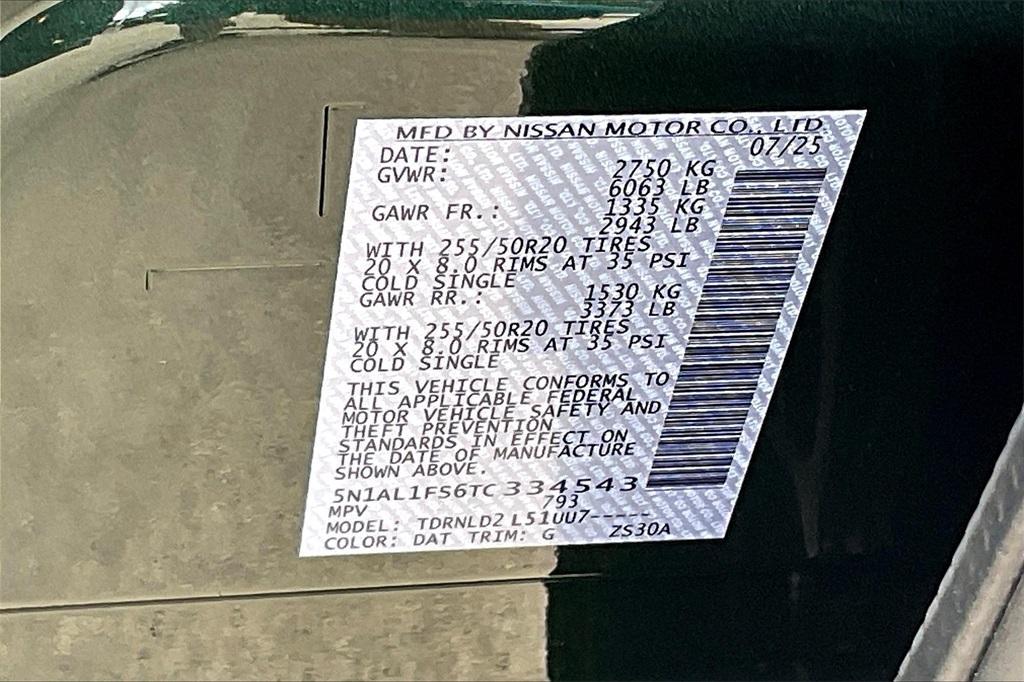 MFD BY NISSAN MOTOR CO., LTD
DATE: 07/25
GVWR: 2750 KG
6063 LB
GAWR FR.: 1335 KG
2943 LB
WITH 255/50R20 TIRES
20 X 8.0 RIMS AT 35 PSI
COLD SINGLE
GAWR RR.: 1530 KG
3373 LB
WITH 255/50R20 TIRES
20 X 8.0 RIMS AT 35 PSI
COLD SINGLE
THIS VEHICLE CONFORMS TO
ALL APPLICABLE FEDERAL
MOTOR VEHICLE SAFETY AND
THEFT PREVENTION
STANDARDS IN EFFECT ON
THE DATE OF MANUFACTURE
SHOWN ABOVE.
5N1AL1FS6TC334543
MPV 793
MODEL: TDRNLD2 L51UU7-----
COLOR: DAT TRIM: G ZS30A